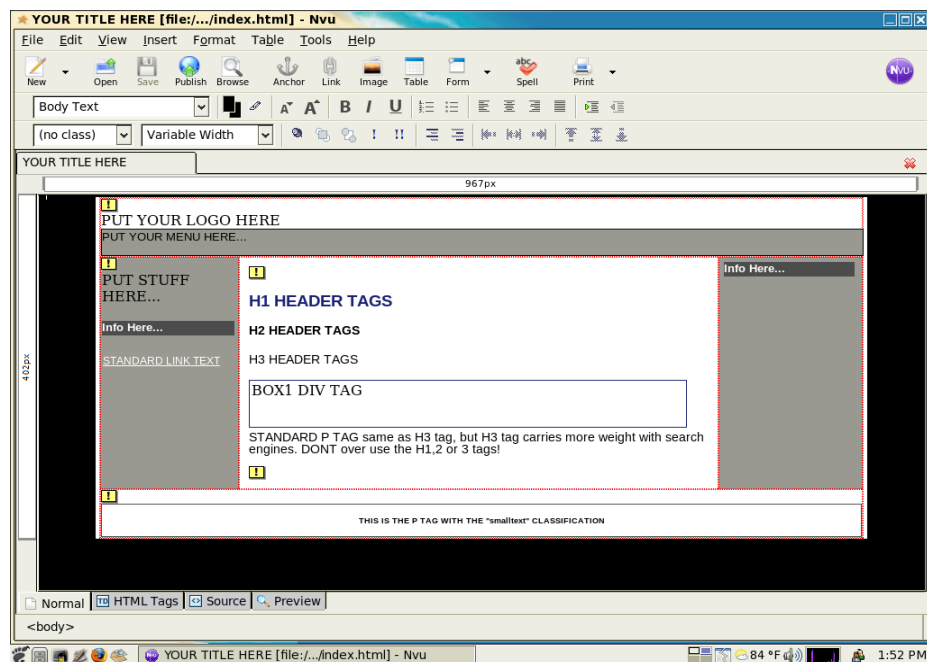 YOUR TITLE HERE [file:/.../index.html] - Nvu
File Edit View Insert Format Table Tools Help
New Open Save Publish Browse Anchor Link Image Table Form Spell Print
abc
NVU
Body Text
A A B I U
(no class) Variable Width
! !!
YOUR TITLE HERE
967px
402px
PUT YOUR LOGO HERE
PUT YOUR MENU HERE...
PUT STUFF
HERE...
Info Here...
STANDARD LINK TEXT
H1 HEADER TAGS
H2 HEADER TAGS
H3 HEADER TAGS
BOX1 DIV TAG
STANDARD P TAG same as H3 tag, but H3 tag carries more weight with search
engines. DONT over use the H1,2 or 3 tags!
Info Here...
THIS IS THE P TAG WITH THE "smalltext" CLASSIFICATION
Normal TD HTML Tags Source Preview
<body>
YOUR TITLE HERE [file:/.../index.html] - Nvu 84 °F 1:52 PM